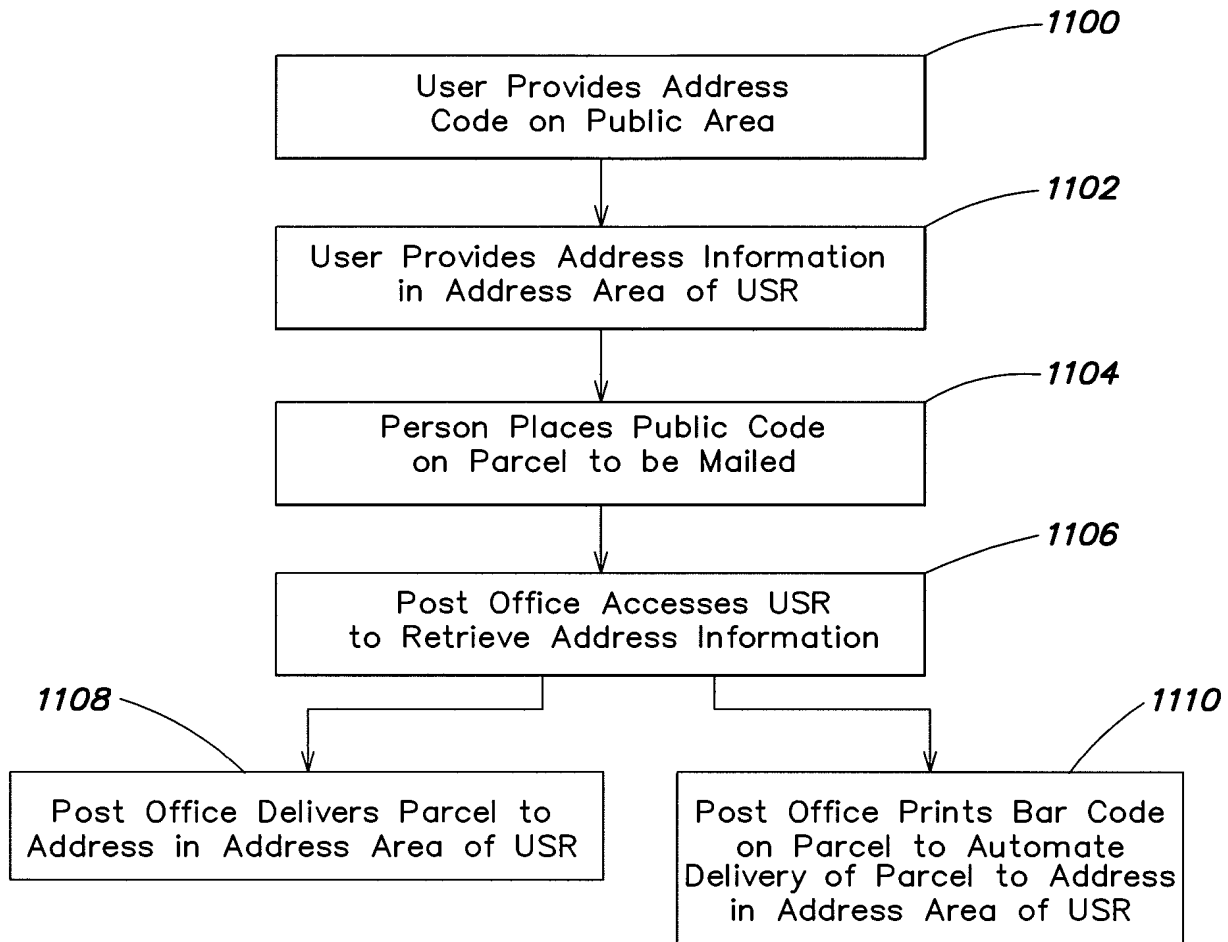 1100
User Provides Address
Code on Public Area
1102
User Provides Address Information
in Address Area of USR
1104
Person Places Public Code
on Parcel to be Mailed
1106
Post Office Accesses USR
to Retrieve Address Information
1108
Post Office Delivers Parcel to
Address in Address Area of USR
1110
Post Office Prints Bar Code
on Parcel to Automate
Delivery of Parcel to Address
in Address Area of USR